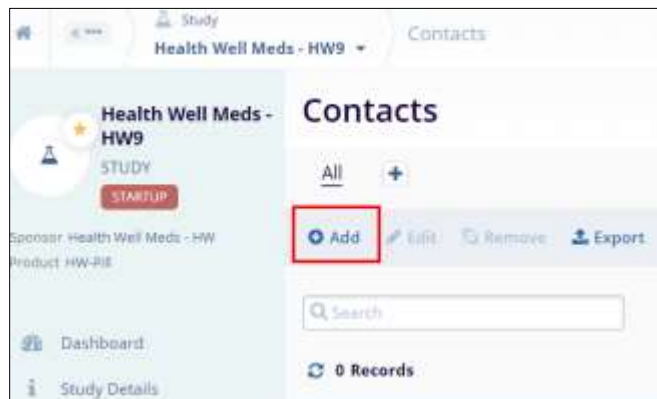 Study
Health Well Meds - HW9
Contacts
Health Well Meds - HW9
STUDY
STARTUP
Sponsor Health Well Meds - HW
Product HW-Pill
Dashboard
Study Details
Contacts
All
Add Edit Remove Export
Search
0 Records